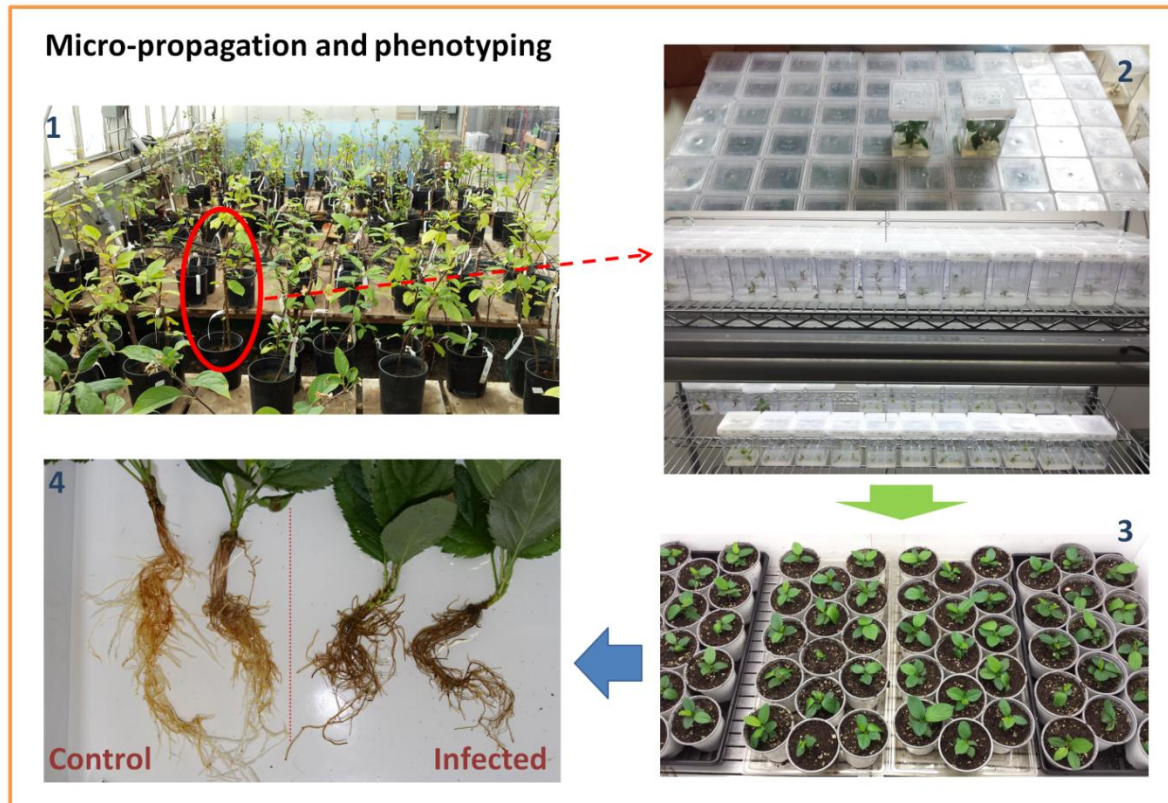 Micro-propagation and phenotyping
1
2
4
3
Control
Infected